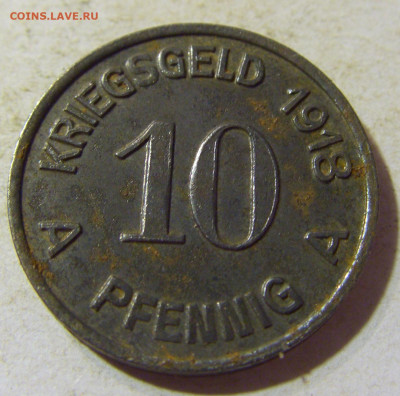 COINS.LAVE.RU
KRIEGSGELD 1918
10
A A
PFENNIG